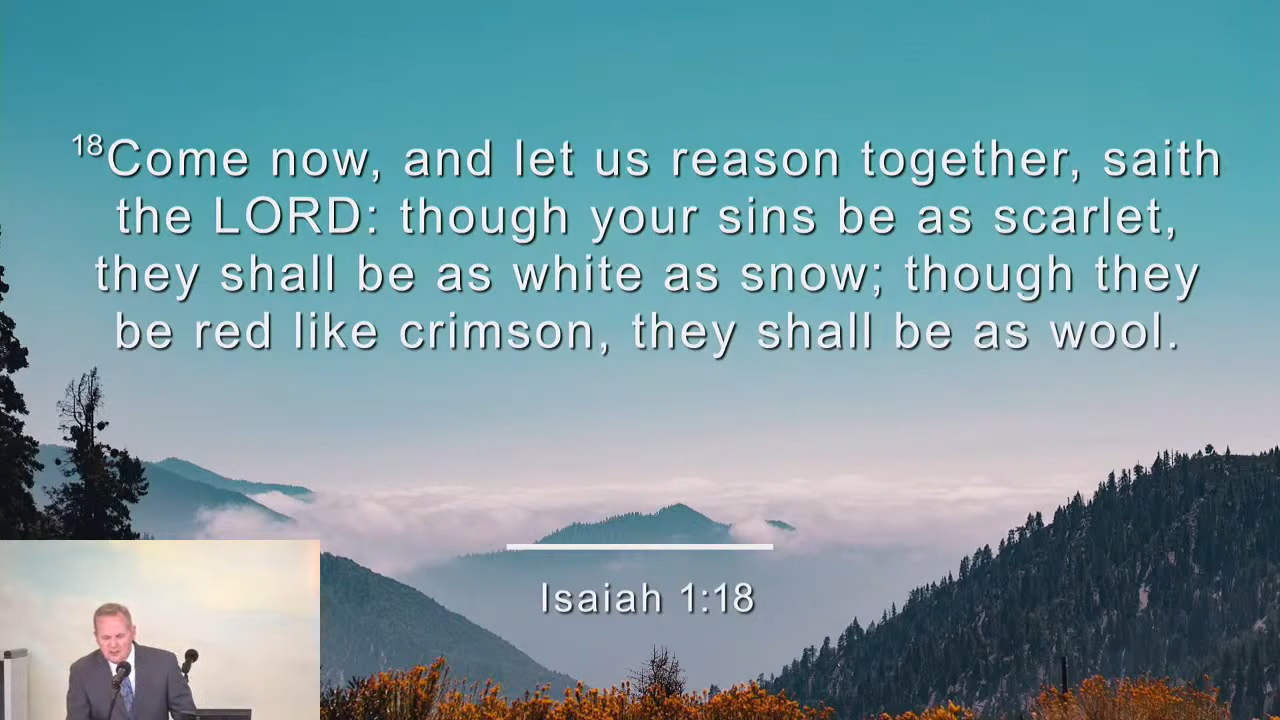 18Come now, and let us reason together, saith
the LORD: though your sins be as scarlet,
they shall be as white as snow; though they
be red like crimson, they shall be as wool.
Isaiah 1:18